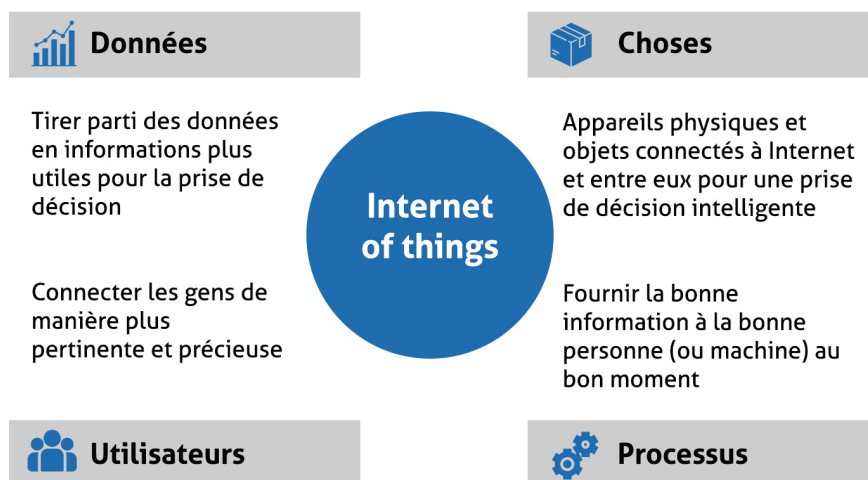 Données
Tirer parti des données
en informations plus
utiles pour la prise de
décision
Connecter les gens de
manière plus
pertinente et précieuse
Utilisateurs
Internet
of things
Choses
Appareils physiques et
objets connectés à Internet
et entre eux pour une prise
de décision intelligente
Fournir la bonne
information à la bonne
personne (ou machine) au
bon moment
Processus